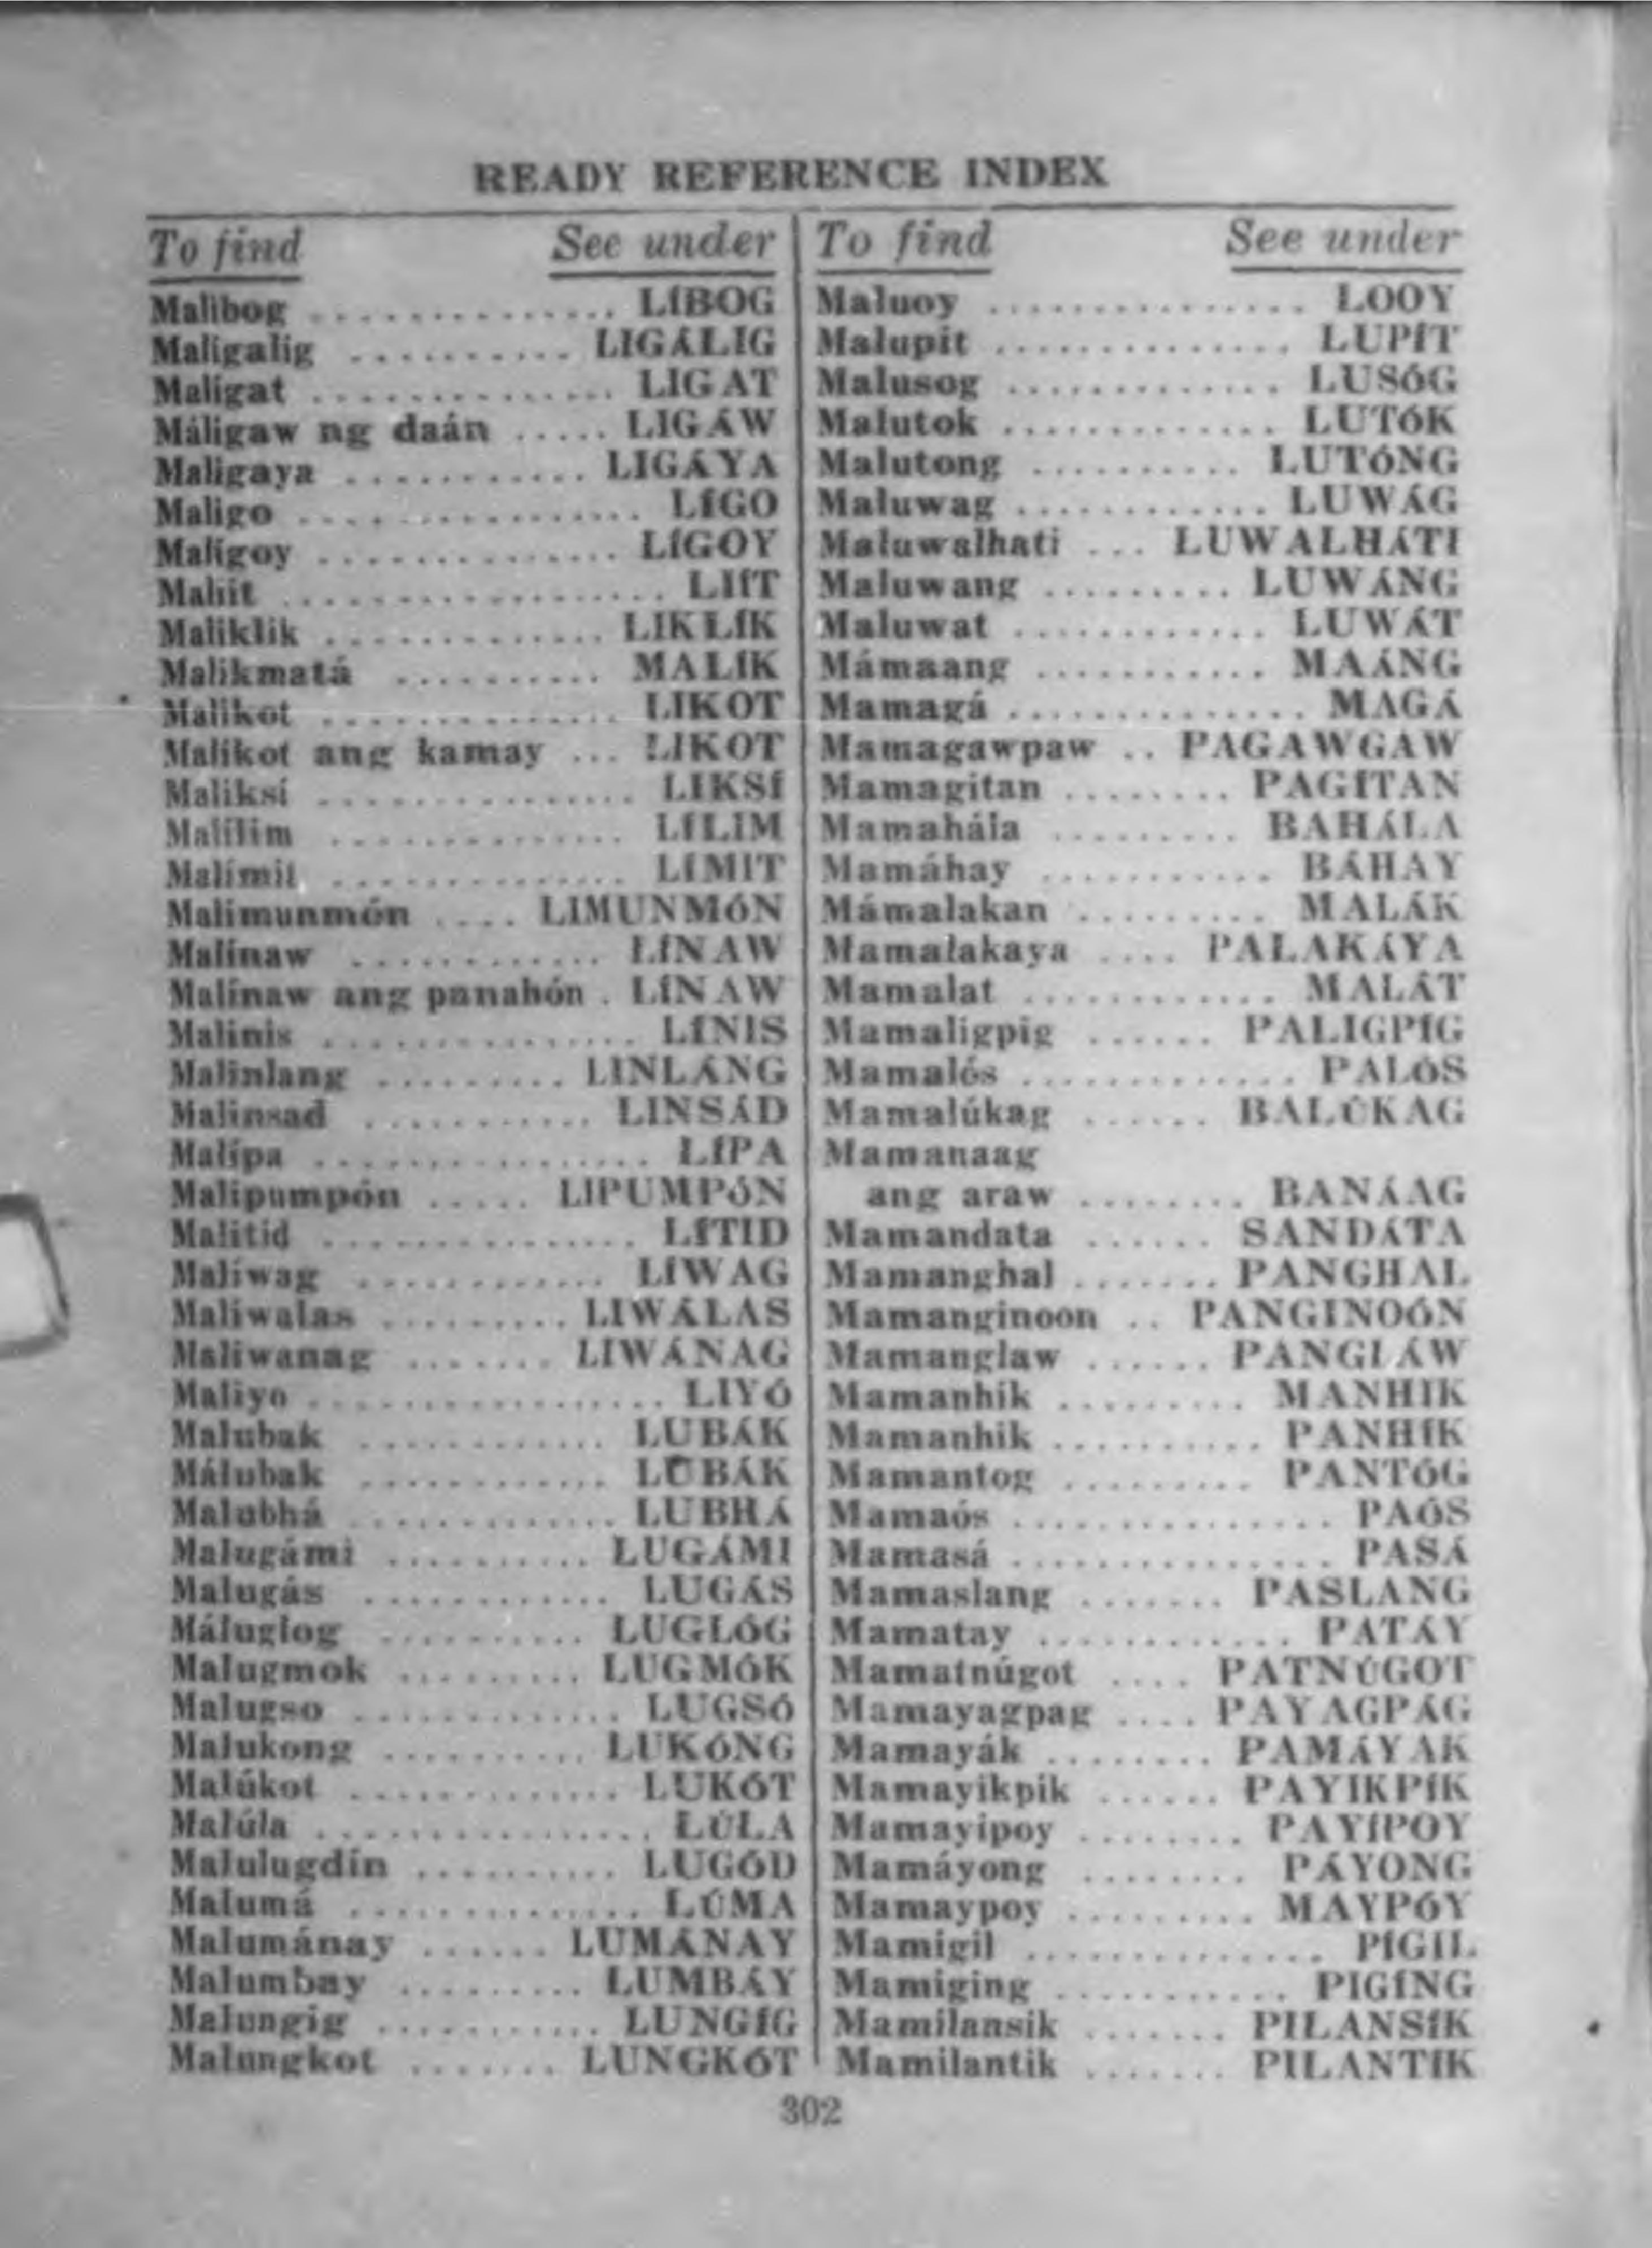 READY REFERENCE INDEX
To find See under
Malibog ............... LÍBOG
Maligalig ........... LIGÁLIG
Maligat ............... LIGAT
Máligaw ng daán ...... LIGÁW
Maligaya ............ LIGÁYA
Maligo .................. LÍGO
Maligoy ............... LÍGOY
Maliit ................... LIÍT
Maliklik .............. LIKLÍK
Malikmatá ........... MALÍK
Malikot ............... LIKOT
Malikot ang kamay ... LIKOT
Maliksí ................ LIKSÍ
Malílim ............... LÍLIM
Malímit ............... LÍMIT
Malimunmón .... LIMUNMÓN
Malínaw ............. LÍNAW
Malínaw ang panahón . LÍNAW
Malinis ................ LÍNIS
Malinlang .......... LINLÁNG
Malinsad ............ LINSÁD
Malípa .................. LÍPA
Malipumpón ..... LIPUMPÓN
Malitid ................ LÍTID
Maliwag ............. LÍWAG
Maliwalas .......... LIWÁLAS
Maliwanag ....... LIWÁNAG
Maliyo .................. LIYÓ
Malubak ............. LUBÁK
Málubak ............. LUBÁK
Malubhá .............. LUBHÁ
Malugámi ........... LUGÁMI
Malugás ............. LUGÁS
Máluglog ........... LUGLÓG
Malugmok ......... LUGMÓK
Malugso .............. LUGSÓ
Malukong ........... LUKÓNG
Malúkot .............. LUKÓT
Malúla .................. LÚLA
Malulugdín ........... LUGÓD
Malumá ............... LÚMA
Malumánay ...... LUMÁNAY
Malumbay ......... LUMBÁY
Malungig ............ LUNGÍG
Malungkot ....... LUNGKÓT
To find See under
Maluoy ............... LOOY
Malupit .............. LUPÍT
Malusog ............. LUSÓG
Malutok ............. LUTÓK
Malutong .......... LUTÓNG
Maluwag ............ LUWÁG
Maluwalhati ... LUWALHÁTI
Maluwang ......... LUWÁNG
Maluwat ............ LUWÁT
Mámaang ........... MAÁNG
Mamagá .............. MAGÁ
Mamagawpaw .. PAGAWGAW
Mamagitan ........ PAGÍTAN
Mamahála ......... BAHÁLA
Mamáhay ........... BÁHAY
Mámalakan ......... MALÁK
Mamalakaya .... PALAKÁYA
Mamalat ............ MALÁT
Mamaligpig ...... PALIGPÍG
Mamalós ............. PALÓS
Mamalúkag ...... BALÚKAG
Mamanaag
ang araw ........ BANÁAG
Mamandata ...... SANDÁTA
Mamanghal ....... PANGHAL
Mamanginoon .. PANGINOÓN
Mamanglaw ...... PANGLÁW
Mamanhik ......... MANHIK
Mamanhik .......... PANHÍK
Mamantog ......... PANTÓG
Mamaós ................ PAÓS
Mamasá ................ PASÁ
Mamaslang ....... PASLANG
Mamatay ............. PATÁY
Mamatnúgot .... PATNÚGOT
Mamayagpag .... PAYAGPÁG
Mamayák ........ PAMÁYAK
Mamayikpik ...... PAYIKPÍK
Mamayipoy ........ PAYÍPOY
Mamáyong ........ PÁYONG
Mamaypoy ......... MAYPÓY
Mamigil ............... PÍGIL
Mamiging ........... PIGÍNG
Mamilansik ....... PILANSÍK
Mamilantik ....... PILANTÍK
302